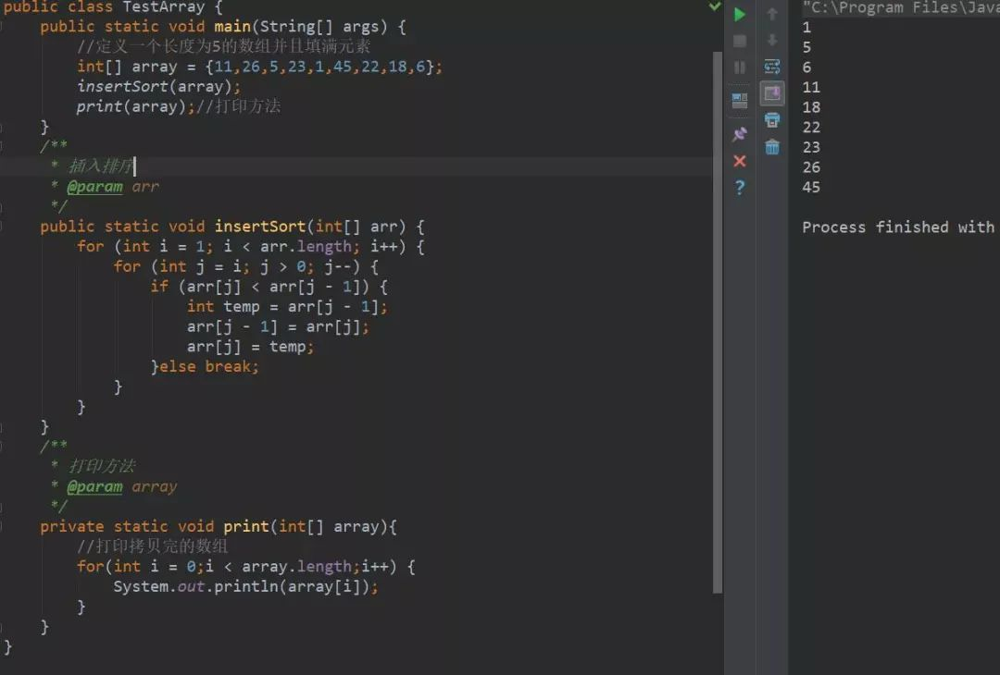 public class TestArray {
    public static void main(String[] args) {
        //定义一个长度为5的数组并且填满元素
        int[] array = {11,26,5,23,1,45,22,18,6};
        insertSort(array);
        print(array);//打印方法
    }
    /**
     * 插入排序
     * @param arr
     */
    public static void insertSort(int[] arr) {
        for (int i = 1; i < arr.length; i++) {
            for (int j = i; j > 0; j--) {
                if (arr[j] < arr[j - 1]) {
                    int temp = arr[j - 1];
                    arr[j - 1] = arr[j];
                    arr[j] = temp;
                }else break;
            }
        }
    }
    /**
     * 打印方法
     * @param array
     */
    private static void print(int[] array){
        //打印拷贝完的数组
        for(int i = 0;i < array.length;i++) {
            System.out.println(array[i]);
        }
    }
}
"C:\Program Files\Java
1
5
6
11
18
22
23
26
45
Process finished with